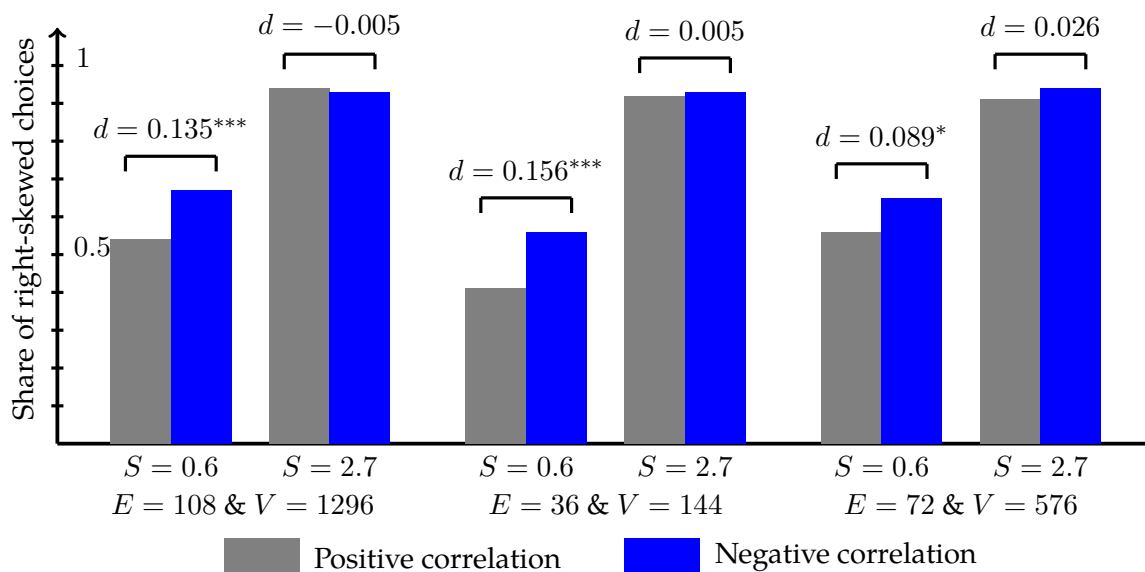 d = −0.005
d = 0.005
d = 0.026
d = 0.135***
d = 0.156***
d = 0.089*
Share of right-skewed choices
1
0.5
S = 0.6 S = 2.7 S = 0.6 S = 2.7 S = 0.6 S = 2.7
E = 108 & V = 1296 E = 36 & V = 144 E = 72 & V = 576
Positive correlation Negative correlation